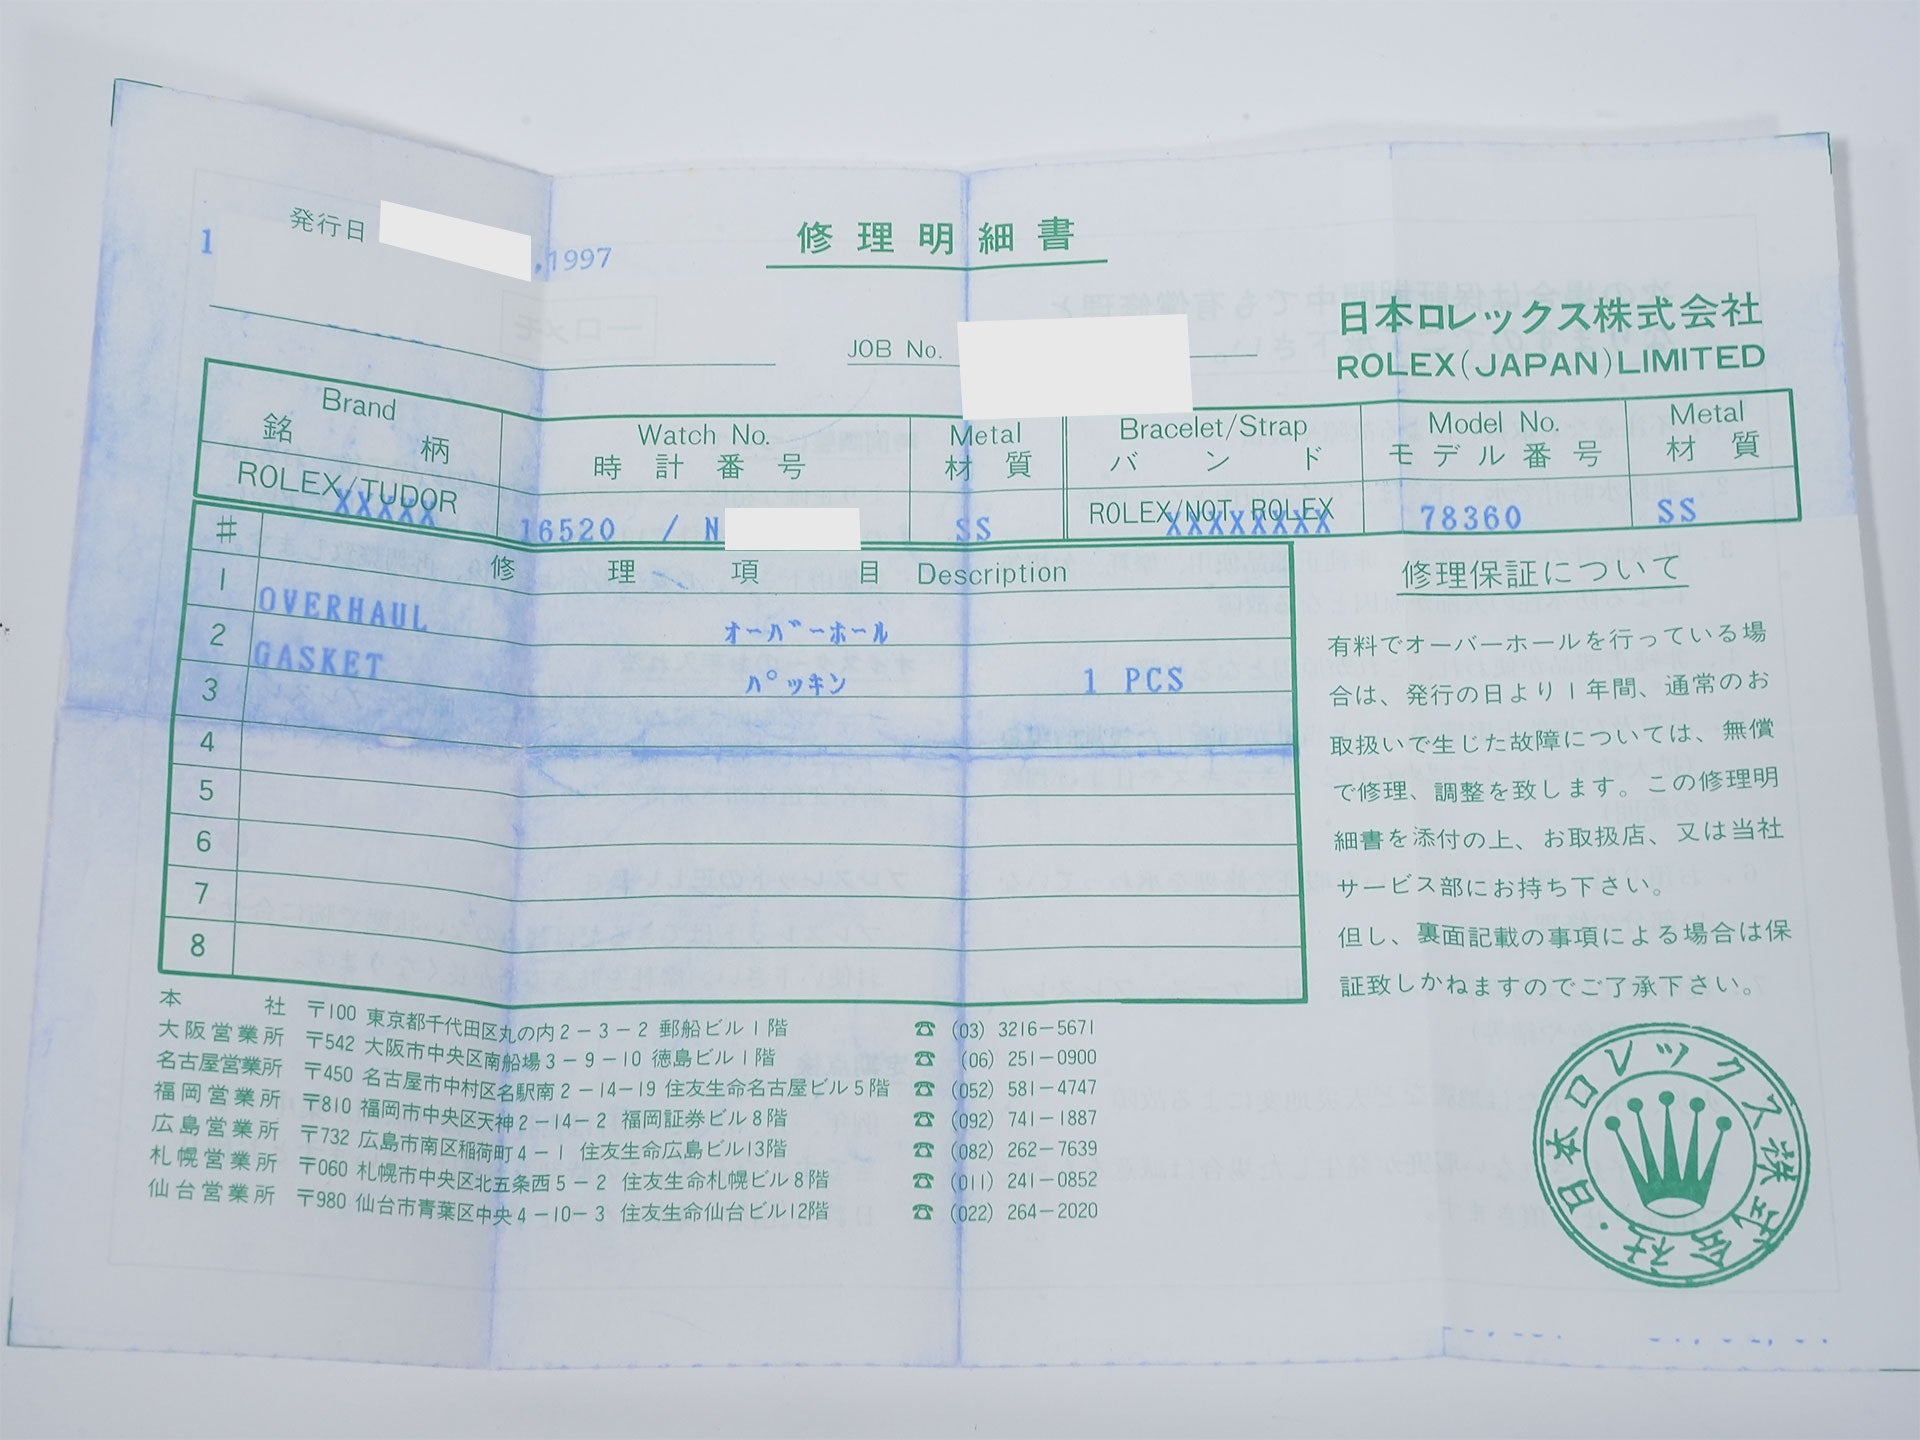 発行日
1 ,1997
修理明細書
JOB No.
日本ロレックス株式会社
ROLEX(JAPAN)LIMITED
Brand
銘柄
Watch No.
時計番号
Metal
材質
Bracelet/Strap
バンド
Model No.
モデル番号
Metal
材質
ROLEX/TUDOR
XXXXX
16520 / N
SS
ROLEX/NOT ROLEX
XXXXXXXX
78360
SS
# 修理項目 Description
1 OVERHAUL オーバーホール
2 GASKET パッキン 1 PCS
3
4
5
6
7
8
修理保証について
有料でオーバーホールを行っている場
合は、発行の日より1年間、通常のお
取扱いで生じた故障については、無償
で修理、調整を致します。この修理明
細書を添付の上、お取扱店、又は当社
サービス部にお持ち下さい。
但し、裏面記載の事項による場合は保
証致しかねますのでご了承下さい。
本社 〒100 東京都千代田区丸の内2-3-2 郵船ビル1階 ☎ (03) 3216-5671
大阪営業所 〒542 大阪市中央区南船場3-9-10 徳島ビル1階 ☎ (06) 251-0900
名古屋営業所 〒450 名古屋市中村区名駅南2-14-19 住友生命名古屋ビル5階 ☎ (052) 581-4747
福岡営業所 〒810 福岡市中央区天神2-14-2 福岡証券ビル8階 ☎ (092) 741-1887
広島営業所 〒732 広島市南区稲荷町4-1 住友生命広島ビル13階 ☎ (082) 262-7639
札幌営業所 〒060 札幌市中央区北五条西5-2 住友生命札幌ビル8階 ☎ (011) 241-0852
仙台営業所 〒980 仙台市青葉区中央4-10-3 住友生命仙台ビル12階 ☎ (022) 264-2020
日本ロレックス株式会社・